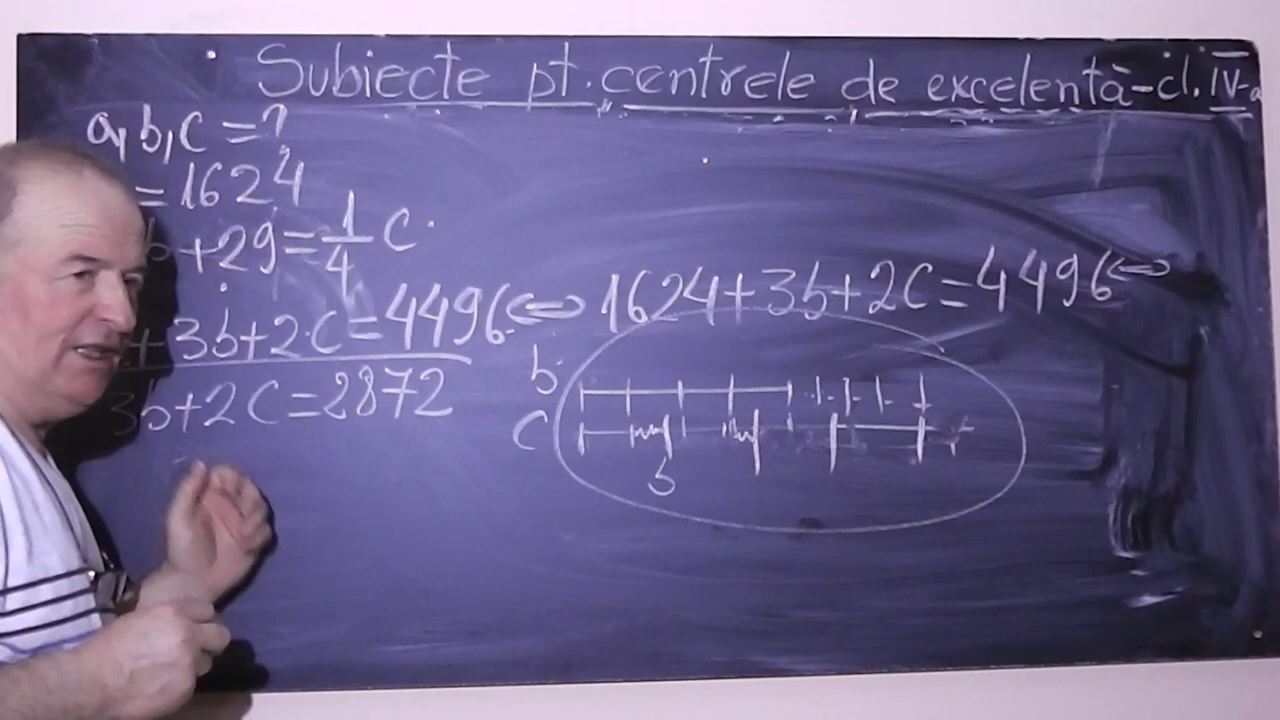 Subiecte pt. centrele de excelentă-cl. IV-a
a, b, c = ?
= 1624
b + 29 = 1/4 c.
+ 3b + 2·c = 4496 ⇔ 1624 + 3b + 2c = 4496 ⇔
3b + 2c = 2872
b
c
5